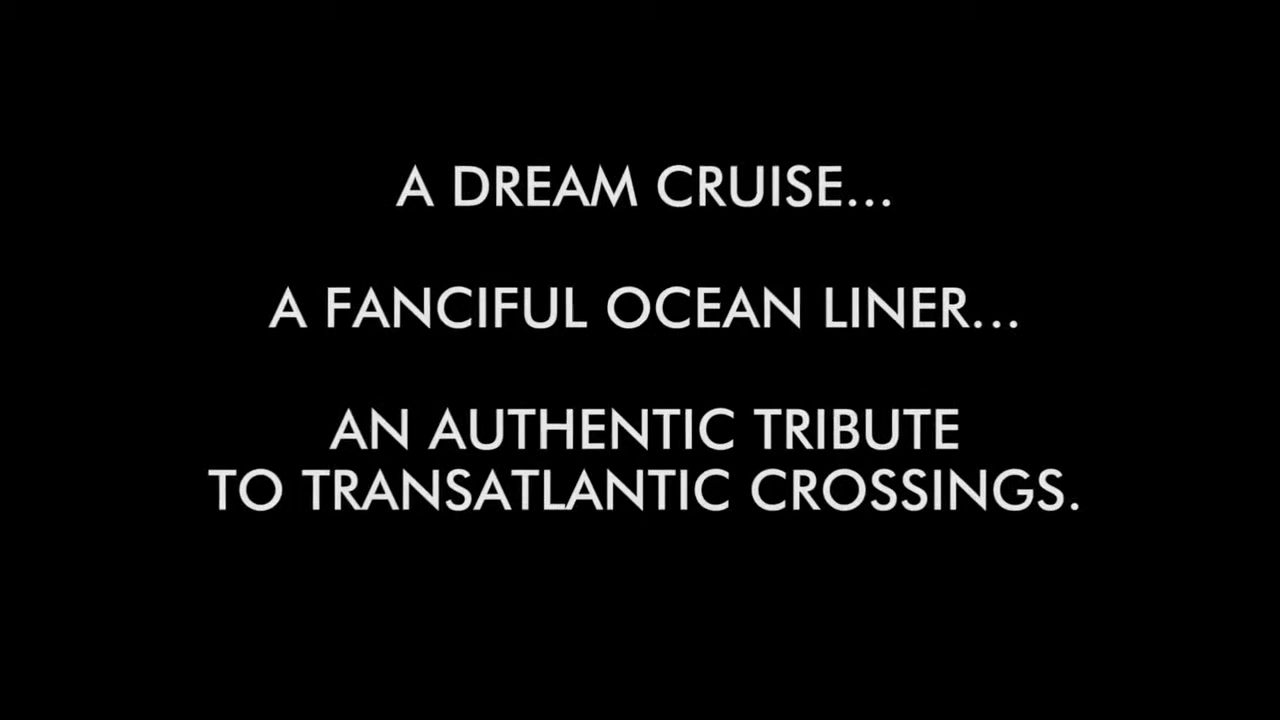 A DREAM CRUISE...
A FANCIFUL OCEAN LINER...
AN AUTHENTIC TRIBUTE
TO TRANSATLANTIC CROSSINGS.